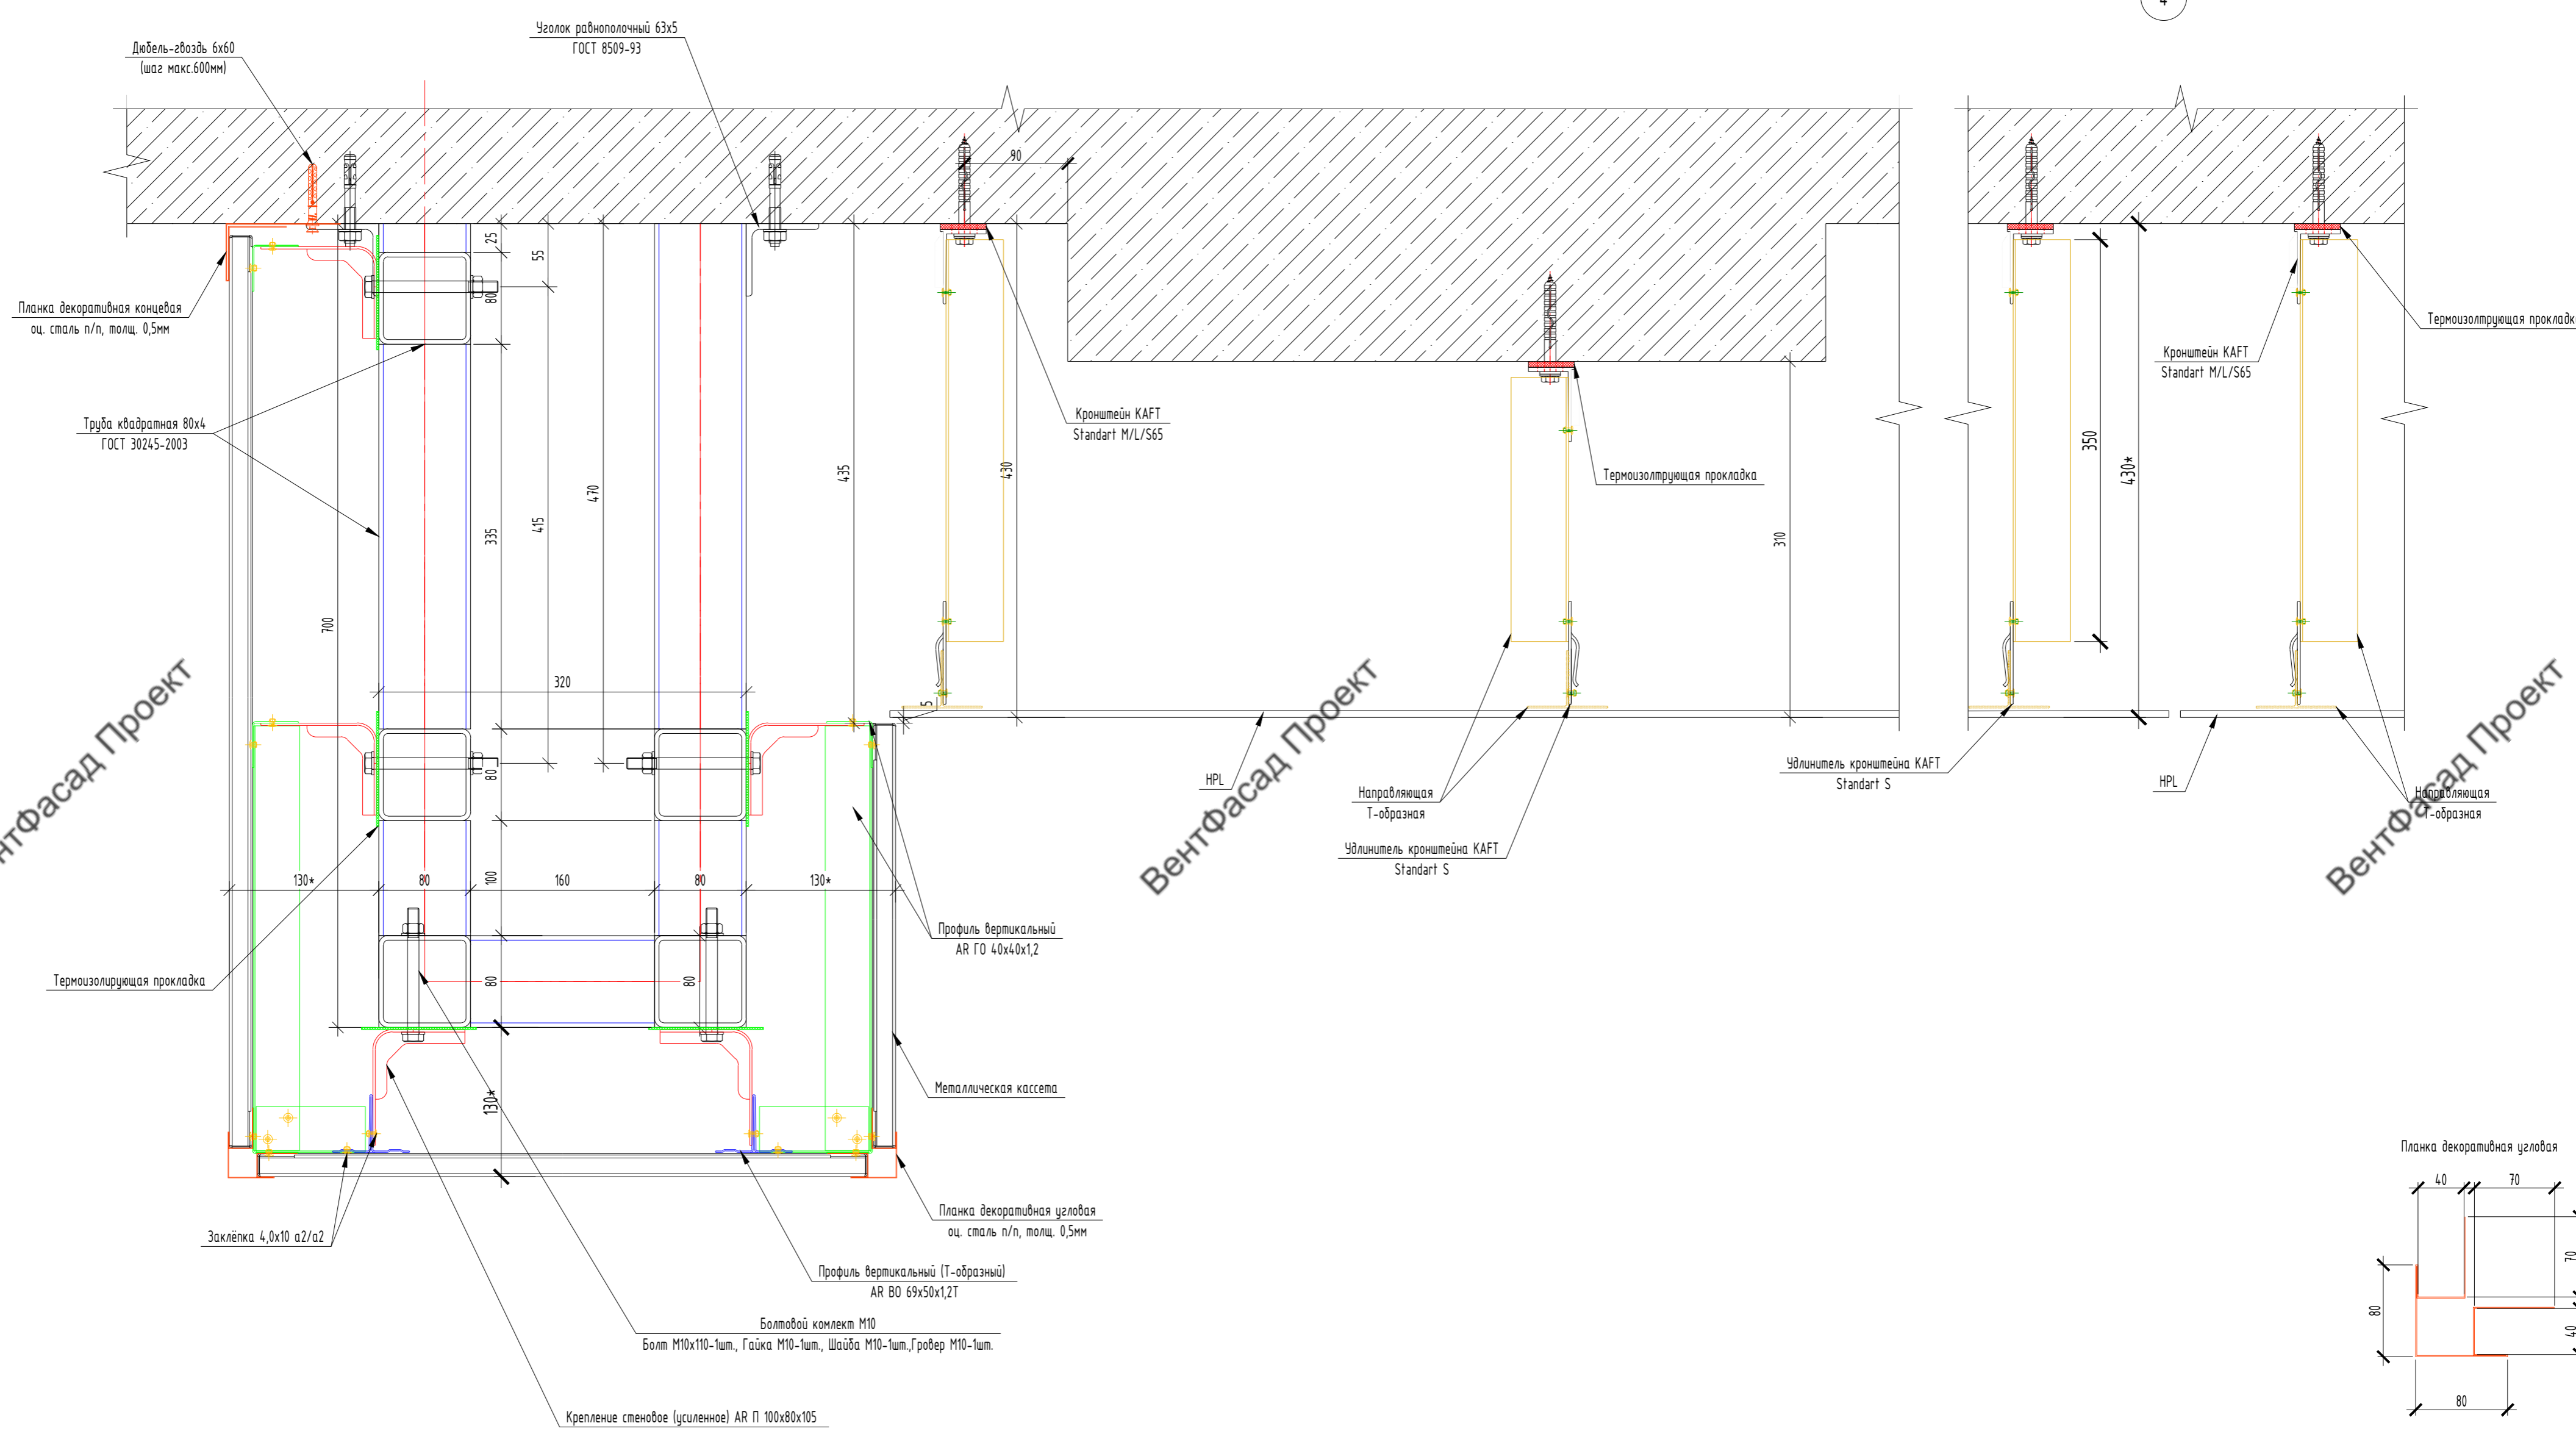 4
Уголок равнополочный 63х5
ГОСТ 8509-93
Дюбель-гвоздь 6х60
(шаг макс.600мм)
90
25
55
80
Планка декоративная концевая
оц. сталь п/п, толщ. 0,5мм
Термоизолтрующая прокладк
Кронштейн KAFT
Standart M/L/S65
Кронштейн KAFT
Standart M/L/S65
Труба квадратная 80х4
ГОСТ 30245-2003
350
430*
435
430
Термоизолтрующая прокладка
470
415
335
310
700
320
5
80
HPL
Направляющая
Т-образная
Удлинитель кронштейна KAFT
Standart S
Удлинитель кронштейна KAFT
Standart S
HPL
Направляющая
Т-образная
ВентФасад Проект
ВентФасад Проект
нтФасад Проект
130*
80
100
160
80
130*
Профиль вертикальный
AR ГО 40х40х1,2
Термоизолирующая прокладка
80
80
Металлическая кассета
130*
Планка декоративная угловая
оц. сталь п/п, толщ. 0,5мм
Заклёпка 4,0х10 а2/а2
Профиль вертикальный (Т-образный)
AR ВО 69х50х1,2Т
Болтовой комлект М10
Болт М10х110-1шт., Гайка М10-1шт., Шайба М10-1шт.,Гровер М10-1шт.
Крепление стеновое (усиленное) AR П 100х80х105
Планка декоративная угловая
40
70
70
80
40
80